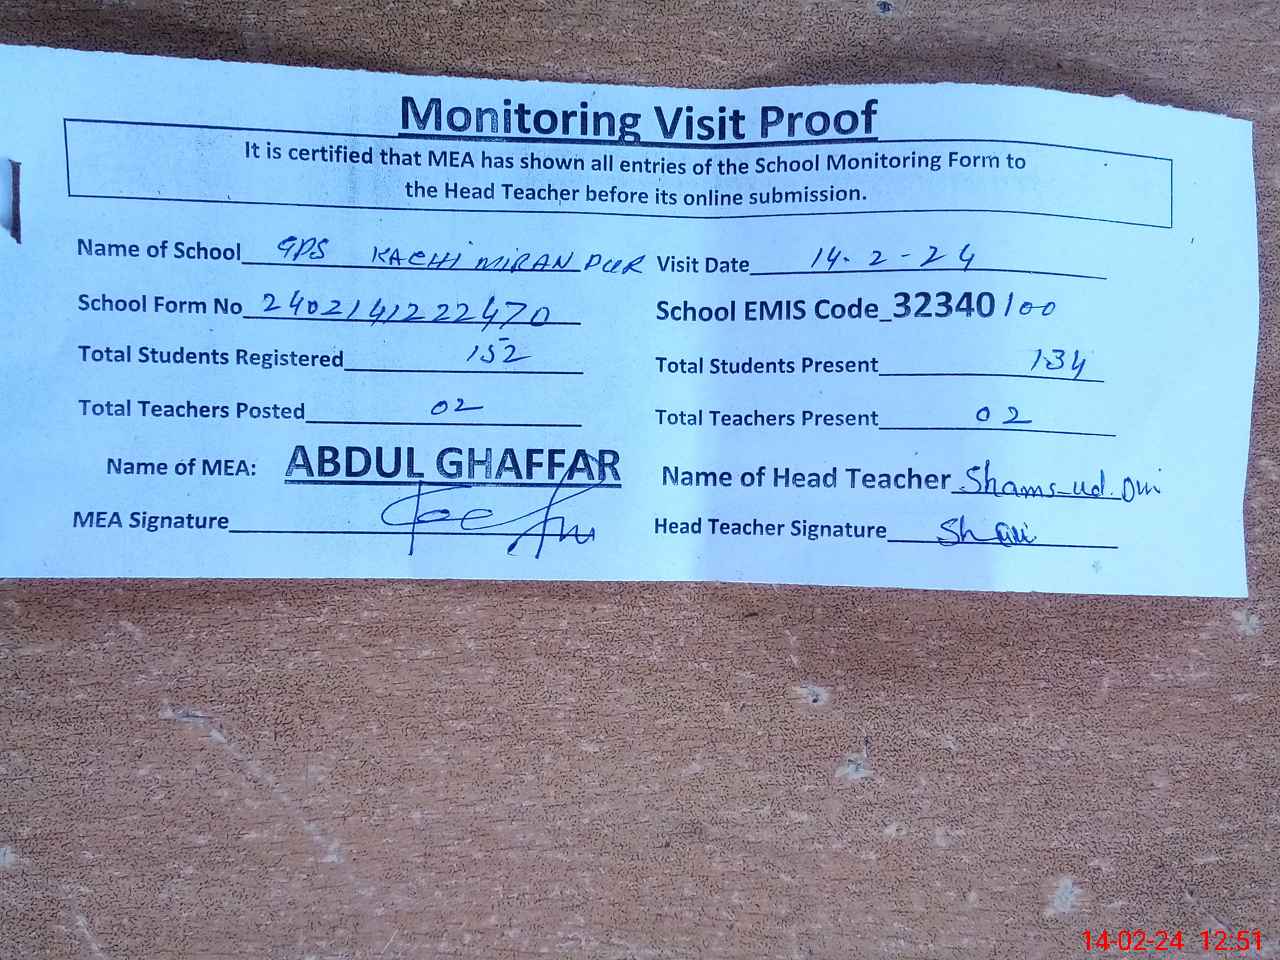 Monitoring Visit Proof
It is certified that MEA has shown all entries of the School Monitoring Form to
the Head Teacher before its online submission.
Name of School GPS KACHI MIRAN PUR Visit Date 14-2-24
School Form No 2402141222470 School EMIS Code_32340100
Total Students Registered 152 Total Students Present 134
Total Teachers Posted 02 Total Teachers Present 02
Name of MEA: ABDUL GHAFFAR Name of Head Teacher Shams-ud-Din
MEA Signature Head Teacher Signature
14-02-24 12:51